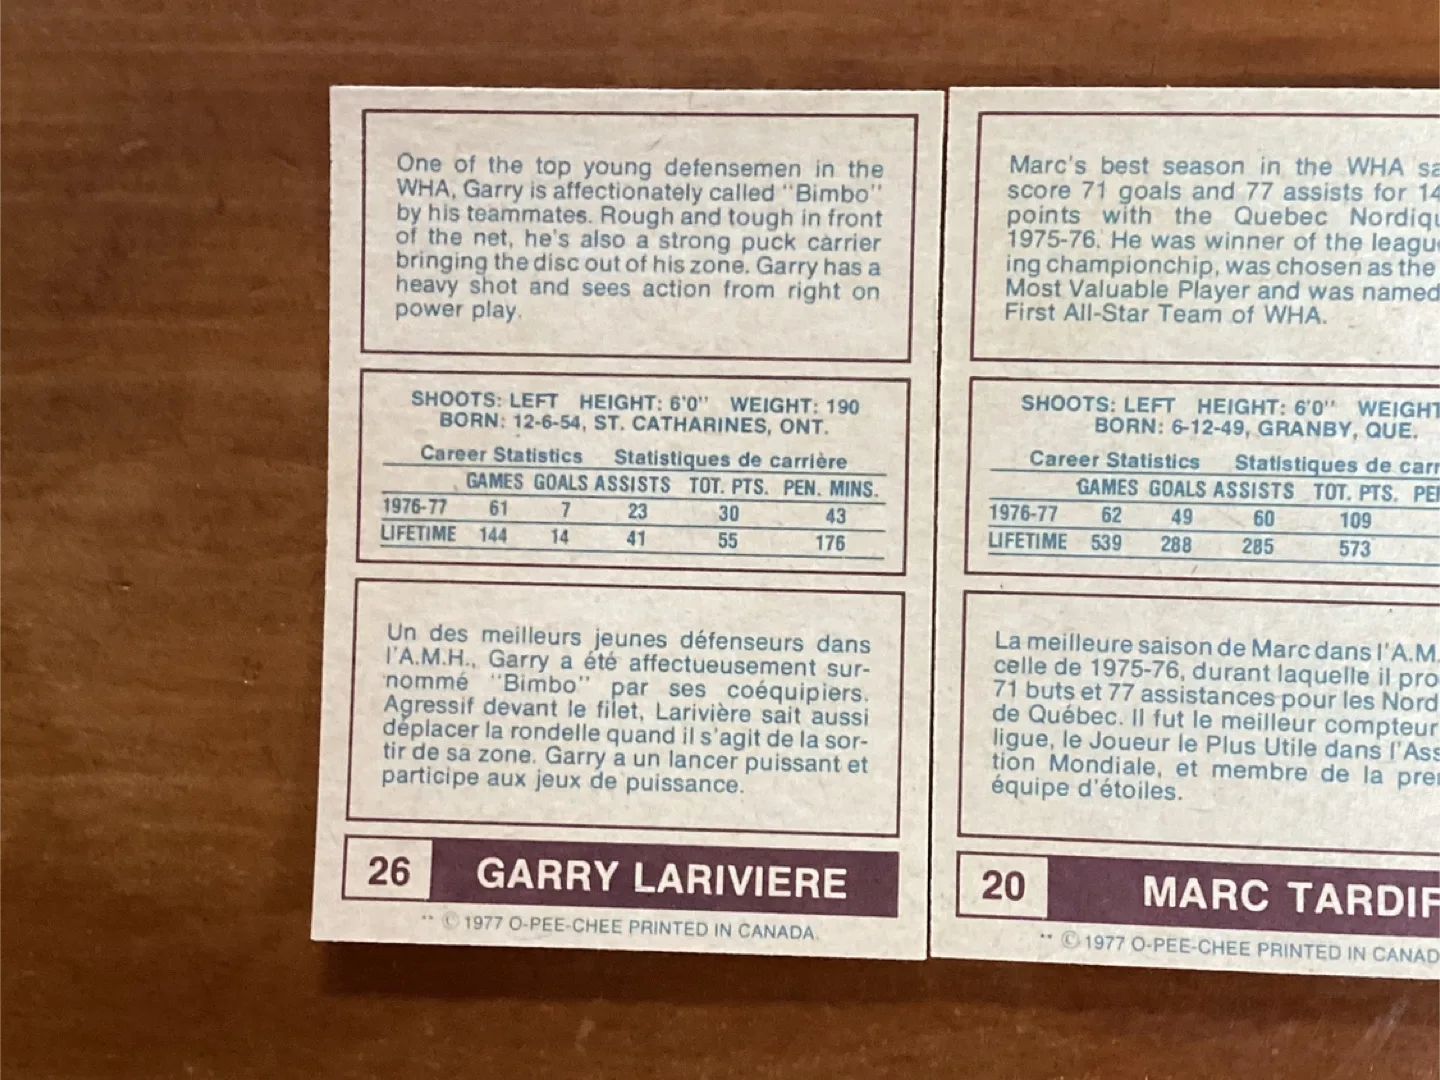 One of the top young defensemen in the
WHA, Garry is affectionately called "Bimbo"
by his teammates. Rough and tough in front
of the net, he's also a strong puck carrier
bringing the disc out of his zone. Garry has a
heavy shot and sees action from right on
power play.
SHOOTS: LEFT HEIGHT: 6'0" WEIGHT: 190
BORN: 12-6-54, ST. CATHARINES, ONT.
Career Statistics Statistiques de carrière
GAMES GOALS ASSISTS TOT. PTS. PEN. MINS.
1976-77 61 7 23 30 43
LIFETIME 144 14 41 55 176
Un des meilleurs jeunes défenseurs dans
l'A.M.H., Garry a été affectueusement sur-
nommé "Bimbo" par ses coéquipiers.
Agressif devant le filet, Larivière sait aussi
déplacer la rondelle quand il s'agit de la sor-
tir de sa zone. Garry a un lancer puissant et
participe aux jeux de puissance.
26 GARRY LARIVIERE
** © 1977 O-PEE-CHEE PRINTED IN CANADA.
Marc's best season in the WHA sa
score 71 goals and 77 assists for 14
points with the Quebec Nordiqu
1975-76. He was winner of the leagu
ing championchip, was chosen as the
Most Valuable Player and was named
First All-Star Team of WHA.
SHOOTS: LEFT HEIGHT: 6'0" WEIGHT
BORN: 6-12-49, GRANBY, QUE.
Career Statistics Statistiques de carr
GAMES GOALS ASSISTS TOT. PTS. PE
1976-77 62 49 60 109
LIFETIME 539 288 285 573
La meilleure saison de Marc dans l'A.M.
celle de 1975-76, durant laquelle il pro
71 buts et 77 assistances pour les Nord
de Québec. Il fut le meilleur compteur
ligue, le Joueur le Plus Utile dans l'Ass
tion Mondiale, et membre de la pre
équipe d'étoiles.
20 MARC TARDIF
** © 1977 O-PEE-CHEE PRINTED IN CANAD